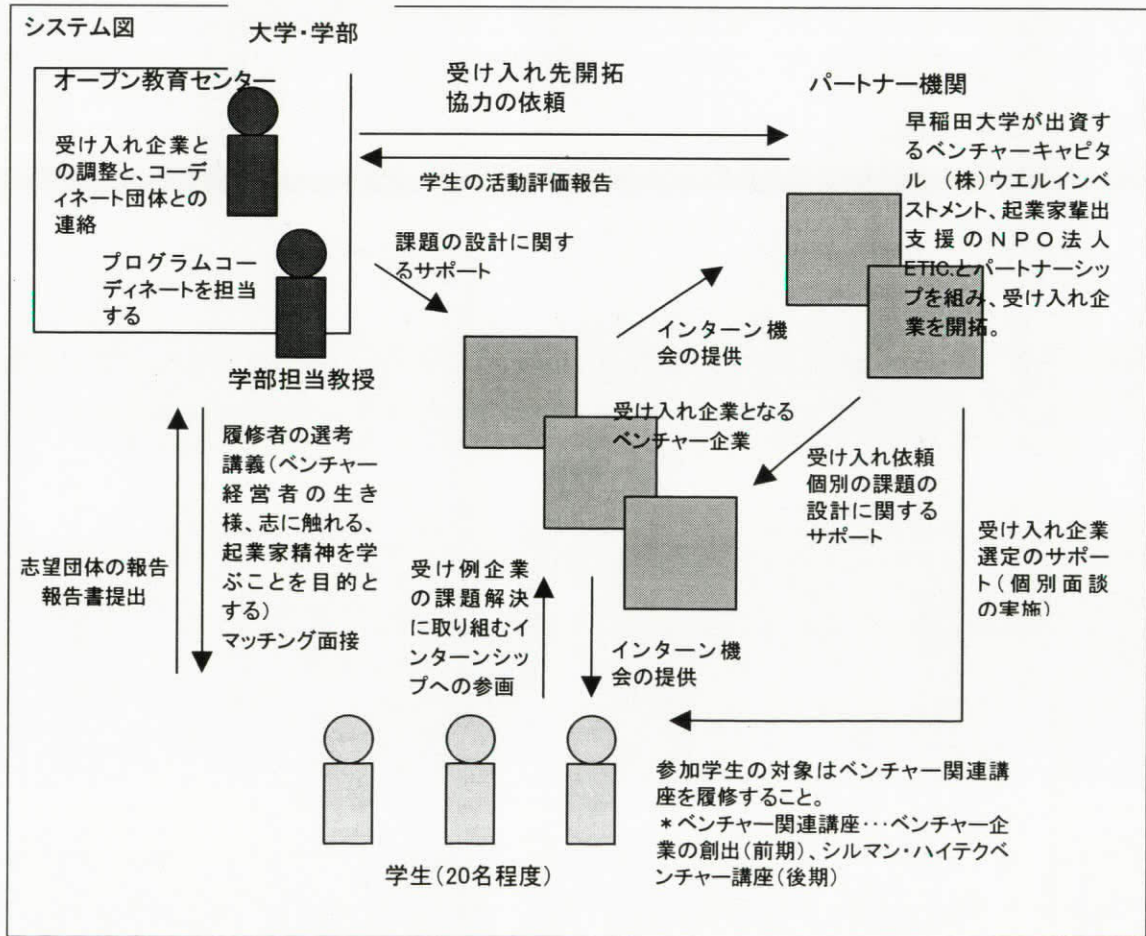 システム図
大学・学部
オープン教育センター
受け入れ企業と
の調整と、コーデ
ィネート団体との
連絡
プログラムコー
ディネートを担当
する
学部担当教授
受け入れ先開拓
協力の依頼
学生の活動評価報告
パートナー機関
早稲田大学が出資す
るベンチャーキャピタ
ル （株）ウエルインベ
ストメント、起業家輩出
支援のＮＰＯ法人
ETIC.とパートナーシッ
プを組み、受け入れ企
業を開拓。
課題の設計に関す
るサポート
インターン機
会の提供
受け入れ企業となる
ベンチャー企業
受け入れ依頼
個別の課題の
設計に関する
サポート
受け入れ企業
選定のサポー
ト（個別面談
の実施）
志望団体の報告
報告書提出
履修者の選考
講義（ベンチャー
経営者の生き
様、志に触れる、
起業家精神を学
ぶことを目的と
する）
マッチング面接
受け例企業
の課題解決
に取り組むイ
ンターンシッ
プへの参画
インターン機
会の提供
学生（20名程度）
参加学生の対象はベンチャー関連講
座を履修すること。
＊ベンチャー関連講座…ベンチャー企
業の創出（前期）、シルマン・ハイテクベ
ンチャー講座（後期）